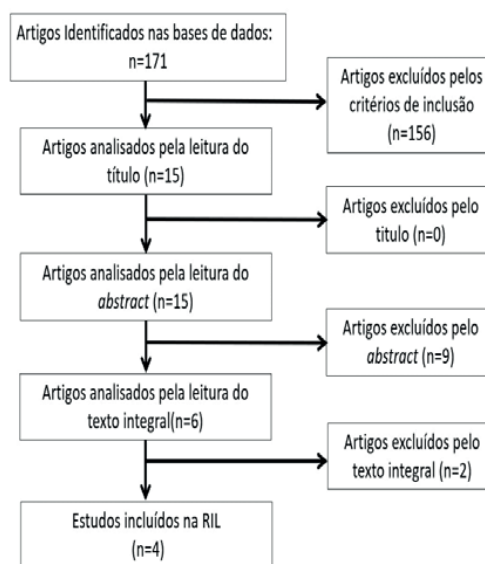 Artigos Identificados nas bases de dados:
n=171
Artigos excluídos pelos
critérios de inclusão
(n=156)
Artigos analisados pela leitura do
título (n=15)
Artigos excluídos pelo
titulo (n=0)
Artigos analisados pela leitura do
abstract (n=15)
Artigos excluídos pelo
abstract (n=9)
Artigos analisados pela leitura do
texto integral(n=6)
Artigos excluídos pelo
texto integral (n=2)
Estudos incluídos na RIL
(n=4)